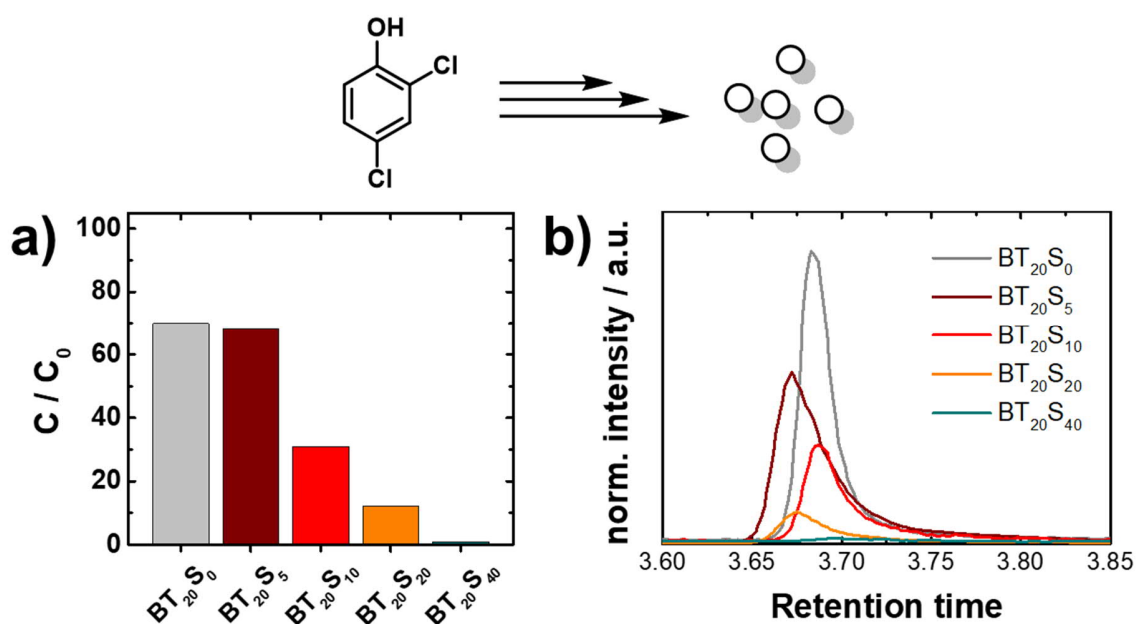 OH
Cl
Cl
a)
100
80
60
40
20
0
C / C₀
BT₂₀S₀
BT₂₀S₅
BT₂₀S₁₀
BT₂₀S₂₀
BT₂₀S₄₀
b)
norm. intensity / a.u.
BT₂₀S₀
BT₂₀S₅
BT₂₀S₁₀
BT₂₀S₂₀
BT₂₀S₄₀
3.60 3.65 3.70 3.75 3.80 3.85
Retention time